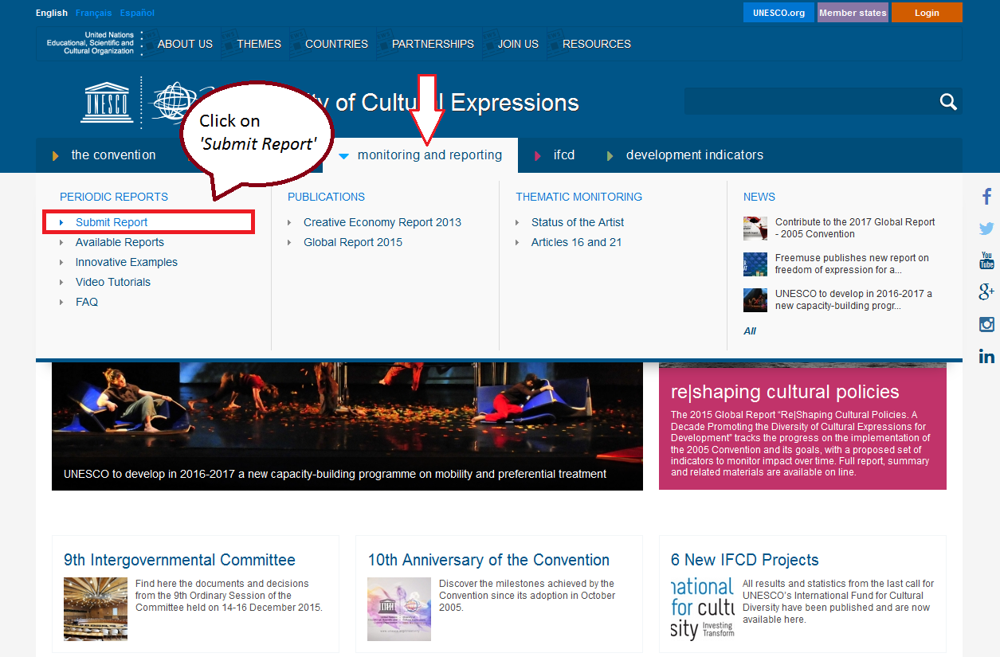 English Français Español
UNESCO.org Member states Login
United Nations
Educational, Scientific and
Cultural Organization
ABOUT US THEMES COUNTRIES PARTNERSHIPS JOIN US RESOURCES
UNESCO
of Cultural Expressions
Click on
'Submit Report'
the convention monitoring and reporting ifcd development indicators
PERIODIC REPORTS
Submit Report
Available Reports
Innovative Examples
Video Tutorials
FAQ
PUBLICATIONS
Creative Economy Report 2013
Global Report 2015
THEMATIC MONITORING
Status of the Artist
Articles 16 and 21
NEWS
Contribute to the 2017 Global Report
- 2005 Convention
Freemuse publishes new report on
freedom of expression for a...
UNESCO to develop in 2016-2017 a
new capacity-building progr...
All
f
You
Tube
g+
in
UNESCO to develop in 2016-2017 a new capacity-building programme on mobility and preferential treatment
re|shaping cultural policies
The 2015 Global Report “Re|Shaping Cultural Policies. A
Decade Promoting the Diversity of Cultural Expressions for
Development” tracks the progress on the implementation of
the 2005 Convention and its goals, with a proposed set of
indicators to monitor impact over time. Full report, summary
and related materials are available on line.
9th Intergovernmental Committee
Find here the documents and decisions
from the 9th Ordinary Session of the
Committee held on 14-16 December 2015.
10th Anniversary of the Convention
Discover the milestones achieved by the
Convention since its adoption in October
2005.
6 New IFCD Projects
national
for cultu
sity Investing
Transform
All results and statistics from the last call for
UNESCO’s International Fund for Cultural
Diversity have been published and are now
available here.